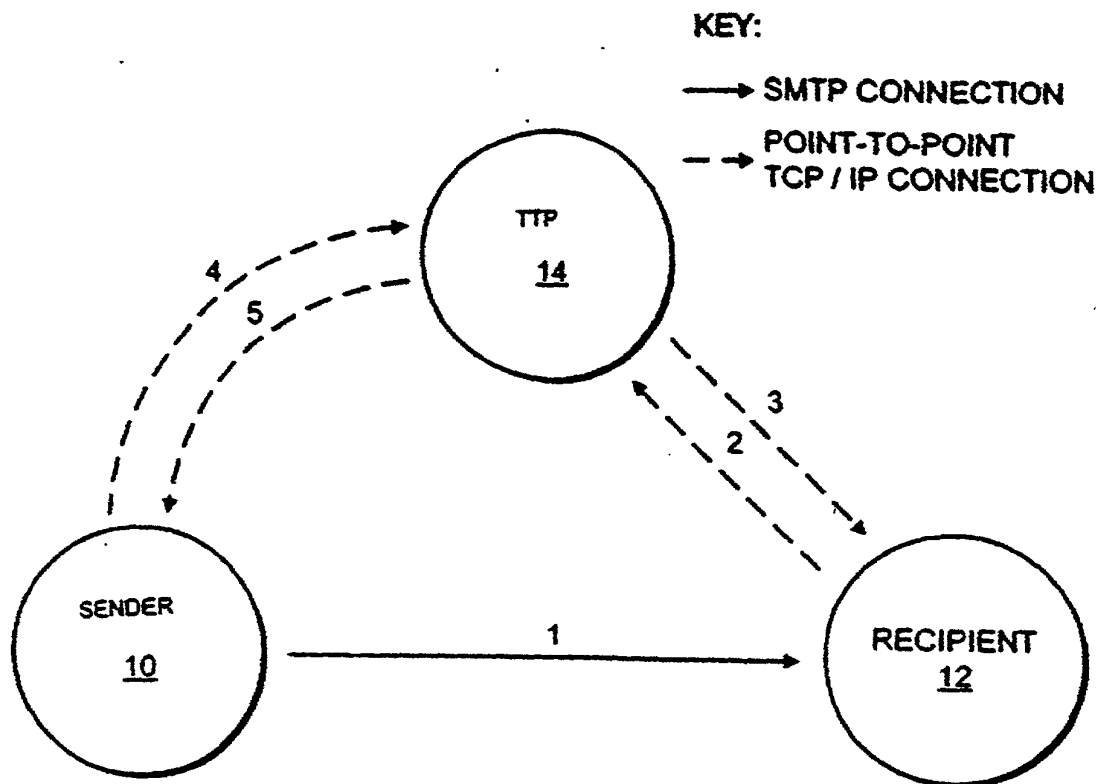 KEY:
SMTP CONNECTION
POINT-TO-POINT
TCP / IP CONNECTION
TTP
14
4
5
3
2
SENDER
10
1
RECIPIENT
12